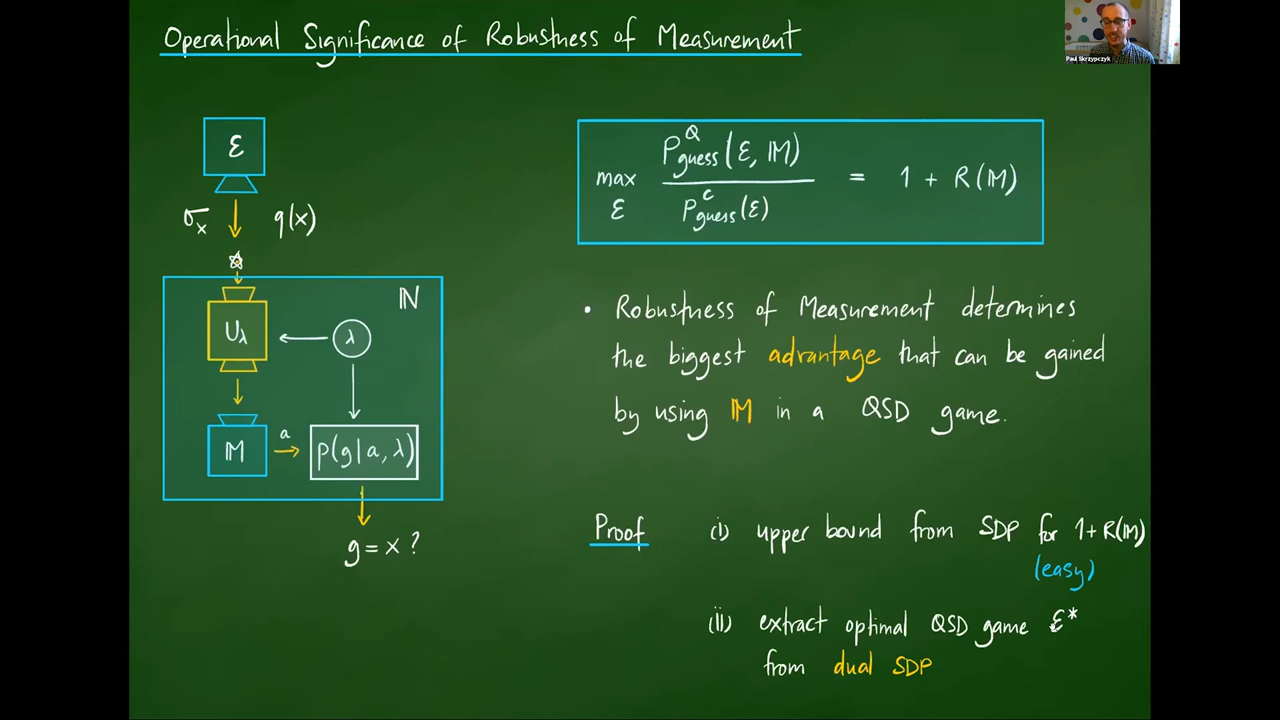 Operational Significance of Robustness of Measurement
Paul Skrzypczyk
ℰ
σₓ q(x)
ℕ
U_λ λ
𝕄 a p(g|a, λ)
g = x ?
max_ℰ P^Q_guess(ℰ, 𝕄) / P^C_guess(ℰ) = 1 + R(𝕄)
• Robustness of Measurement determines
the biggest advantage that can be gained
by using 𝕄 in a QSD game.
Proof (i) upper bound from SDP for 1+R(𝕄)
(easy)
(ii) extract optimal QSD game ℰ*
from dual SDP